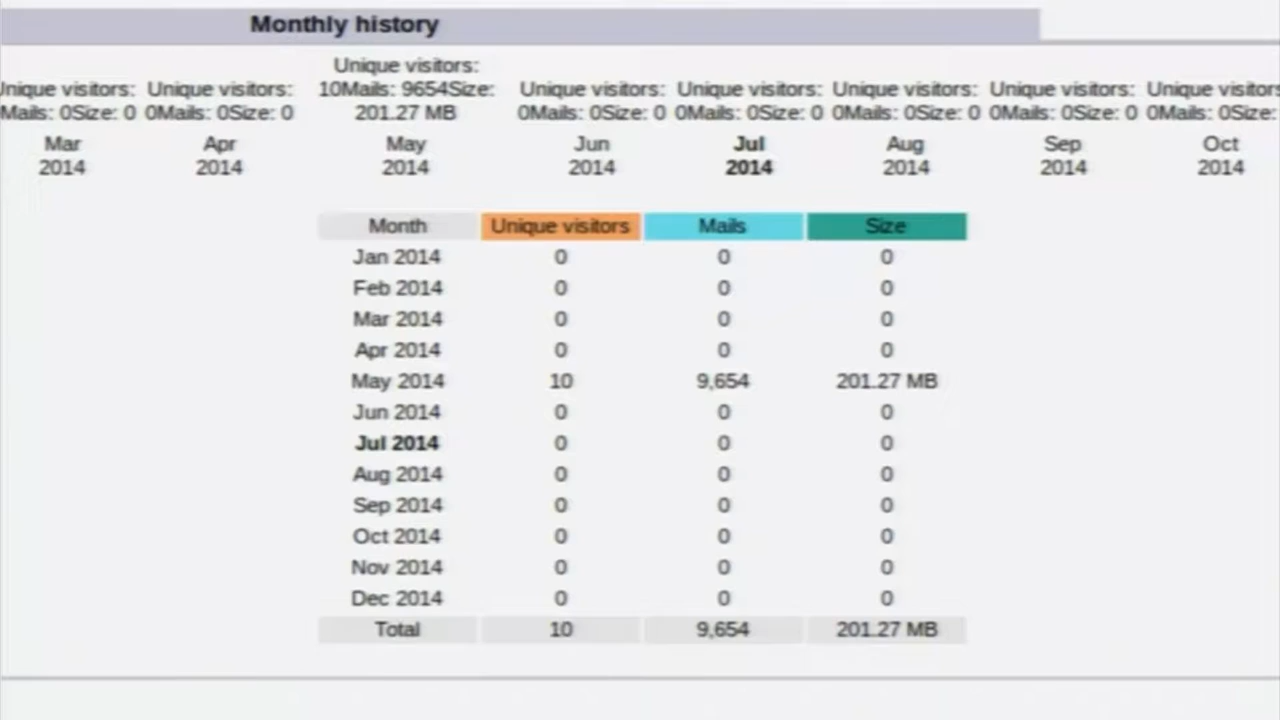 Monthly history
Unique visitors:
Unique visitors: Unique visitors: 10Mails: 9654Size: Unique visitors: Unique visitors: Unique visitors: Unique visitors: Unique visitors
Mails: 0Size: 0 0Mails: 0Size: 0 201.27 MB 0Mails: 0Size: 0 0Mails: 0Size: 0 0Mails: 0Size: 0 0Mails: 0Size: 0 0Mails: 0Size:
Mar Apr May Jun Jul Aug Sep Oct
2014 2014 2014 2014 2014 2014 2014 2014
Month Unique visitors Mails Size
Jan 2014 0 0 0
Feb 2014 0 0 0
Mar 2014 0 0 0
Apr 2014 0 0 0
May 2014 10 9,654 201.27 MB
Jun 2014 0 0 0
Jul 2014 0 0 0
Aug 2014 0 0 0
Sep 2014 0 0 0
Oct 2014 0 0 0
Nov 2014 0 0 0
Dec 2014 0 0 0
Total 10 9,654 201.27 MB